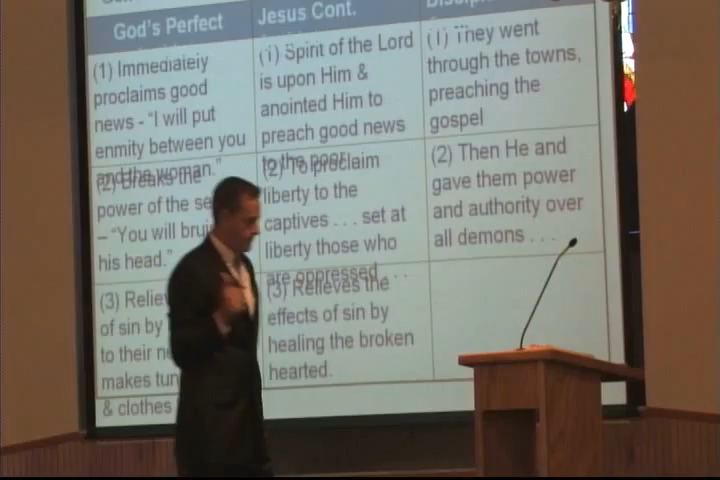 God's Perfect
Jesus Cont.
(1) Immediately
proclaims good
news - "I will put
enmity between you
and the woman."
(1) Spirit of the Lord
is upon Him &
anointed Him to
preach good news
to the poor
(1) They went
through the towns,
preaching the
gospel
(2) Breaks the
power of the
– "You will
his head."
(2) To proclaim
liberty to the
captives . . . set at
liberty those who
are oppressed . . .
(2) Then He and
gave them power
and authority over
all demons . . .
(3)
of sin by
to their
makes
& clothes
(3) Relieves the
effects of sin by
healing the broken
hearted.